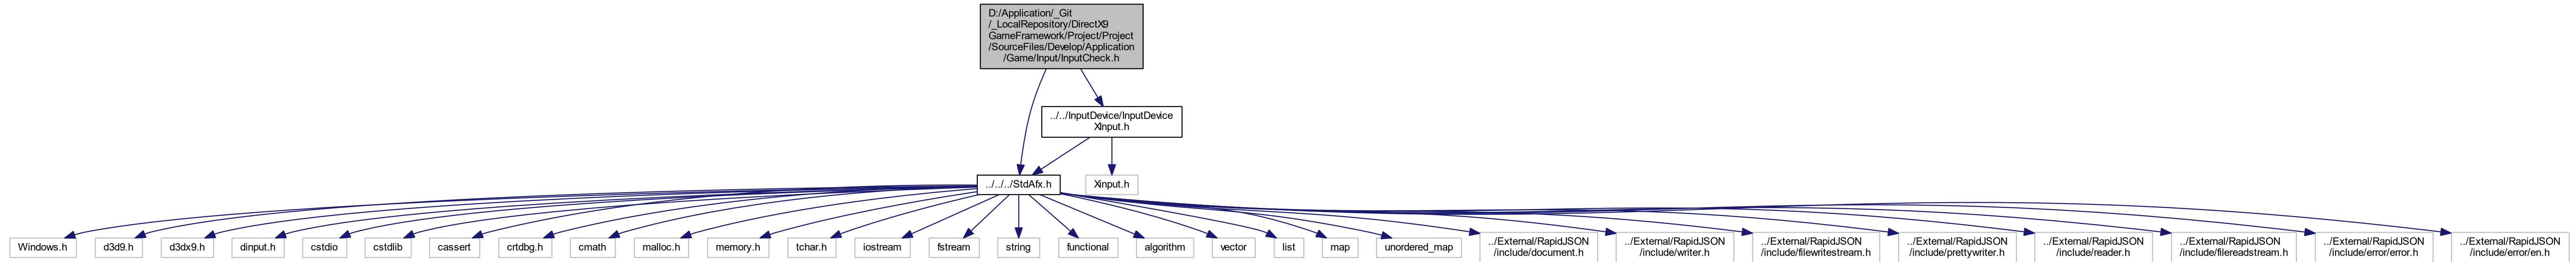 D:/Application/_Git
/_LocalRepository/DirectX9
GameFramework/Project/Project
/SourceFiles/Develop/Application
/Game/Input/InputCheck.h
../../InputDevice/InputDevice
XInput.h
../../../StdAfx.h
Xinput.h
Windows.h
d3d9.h
d3dx9.h
dinput.h
cstdio
cstdlib
cassert
crtdbg.h
cmath
malloc.h
memory.h
tchar.h
iostream
fstream
string
functional
algorithm
vector
list
map
unordered_map
../External/RapidJSON
/include/document.h
../External/RapidJSON
/include/writer.h
../External/RapidJSON
/include/filewritestream.h
../External/RapidJSON
/include/prettywriter.h
../External/RapidJSON
/include/reader.h
../External/RapidJSON
/include/filereadstream.h
../External/RapidJSON
/include/error/error.h
../External/RapidJSON
/include/error/en.h